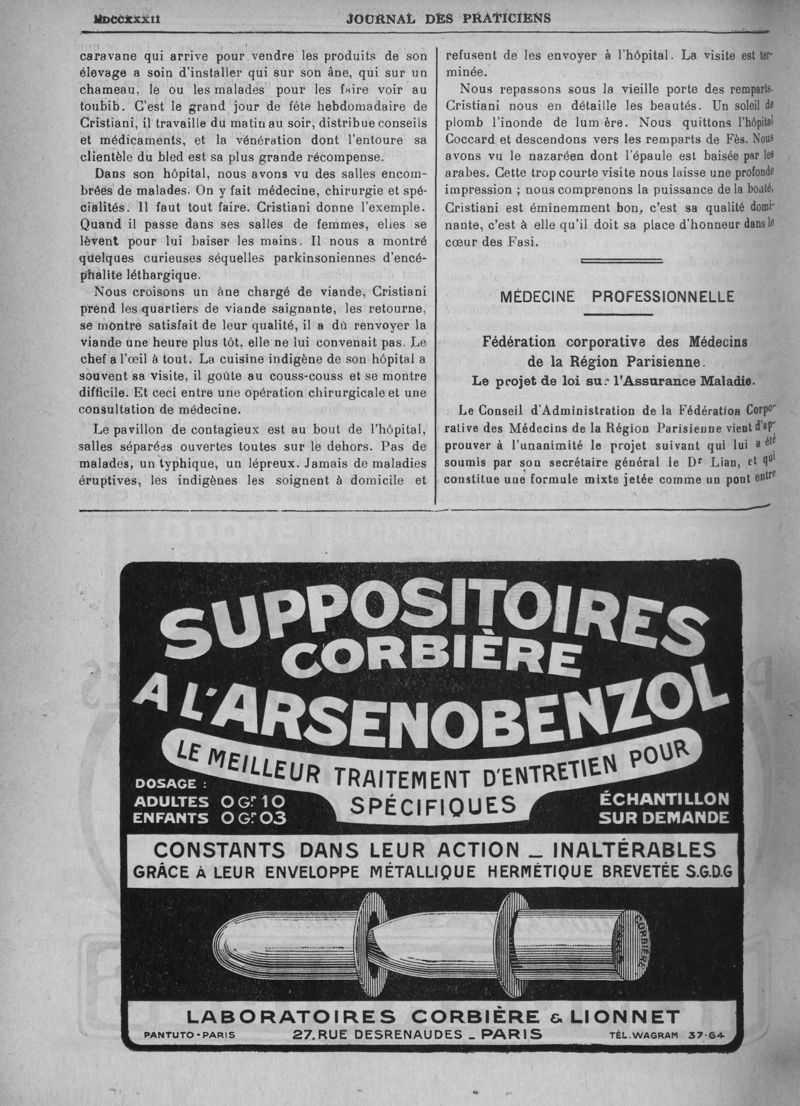 MDCCXXXII
JOURNAL DES PRATICIENS
caravane qui arrive pour vendre les produits de son
élevage a soin d'installer qui sur son âne, qui sur un
chameau, le ou les malades pour les faire voir au
toubib. C'est le grand jour de fête hebdomadaire de
Cristiani, il travaille du matin au soir, distribue conseils
et médicaments, et la vénération dont l'entoure sa
clientèle du bled est sa plus grande récompense.
Dans son hôpital, nous avons vu des salles encom-
brées de malades. On y fait médecine, chirurgie et spé-
cialités. Il faut tout faire. Cristiani donne l'exemple.
Quand il passe dans ses salles de femmes, elles se
lèvent pour lui baiser les mains. Il nous a montré
quelques curieuses séquelles parkinsoniennes d'encé-
phalite léthargique.
Nous croisons un âne chargé de viande, Cristiani
prend les quartiers de viande saignante, les retourne,
se montre satisfait de leur qualité, il a dû renvoyer la
viande une heure plus tôt, elle ne lui convenait pas. Le
chef a l'œil à tout. La cuisine indigène de son hôpital a
souvent sa visite, il goûte au couss-couss et se montre
difficile. Et ceci entre une opération chirurgicale et une
consultation de médecine.
Le pavillon de contagieux est au bout de l'hôpital,
salles séparées ouvertes toutes sur le dehors. Pas de
malades, un typhique, un lépreux. Jamais de maladies
éruptives, les indigènes les soignent à domicile et
refusent de les envoyer à l'hôpital. La visite est ter-
minée.
Nous repassons sous la vieille porte des remparts.
Cristiani nous en détaille les beautés. Un soleil de
plomb l'inonde de lum ère. Nous quittons l'hôpital
Coccard et descendons vers les remparts de Fès. Nous
avons vu le nazaréen dont l'épaule est baisée par les
arabes. Cette trop courte visite nous laisse une profonde
impression ; nous comprenons la puissance de la bonté.
Cristiani est éminemment bon, c'est sa qualité domi-
nante, c'est à elle qu'il doit sa place d'honneur dans le
cœur des Fasi.
MÉDECINE PROFESSIONNELLE
Fédération corporative des Médecins
de la Région Parisienne.
Le projet de loi sur l'Assurance Maladie.
Le Conseil d'Administration de la Fédération Corpo-
rative des Médecins de la Région Parisienne vient d'ap-
prouver à l'unanimité le projet suivant qui lui a été
soumis par son secrétaire général le Dr Lian, et qui
constitue une formule mixte jetée comme un pont entre
SUPPOSITOIRES
CORBIÈRE
A L'ARSENOBENZOL
LE MEILLEUR TRAITEMENT D'ENTRETIEN POUR
SPÉCIFIQUES
DOSAGE :
ADULTES 0 Gr 10
ENFANTS 0 Gr 03
ÉCHANTILLON
SUR DEMANDE
CONSTANTS DANS LEUR ACTION _ INALTÉRABLES
GRÂCE A LEUR ENVELOPPE MÉTALLIQUE HERMÉTIQUE BREVETÉE S.G.D.G
CORBIÈRE
PARIS
LABORATOIRES CORBIÈRE & LIONNET
PANTUTO - PARIS
27, RUE DESRENAUDES _ PARIS
TÉL. WAGRAM 37-64